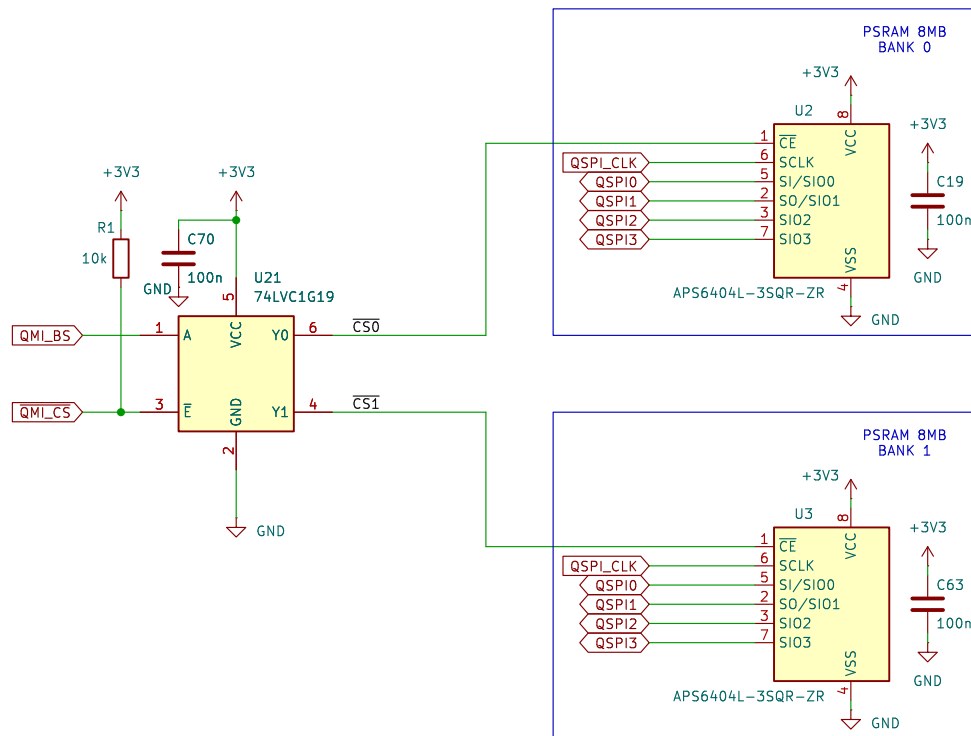 PSRAM 8MB
BANK 0
+3V3
U2
8
VCC
+3V3
1
CE
QSPI_CLK
6
SCLK
QSPI0
5
SI/SIO0
QSPI1
2
SO/SIO1
QSPI2
3
SIO2
QSPI3
7
SIO3
C19
100n
GND
VSS
4
APS6404L-3SQR-ZR
GND
+3V3
+3V3
R1
10k
C70
100n
GND
U21
74LVC1G19
5
VCC
QMI_BS
1
A
Y0
6
CS0
QMI_CS
3
E
GND
Y1
4
CS1
2
GND
PSRAM 8MB
BANK 1
+3V3
U3
8
VCC
+3V3
1
CE
QSPI_CLK
6
SCLK
QSPI0
5
SI/SIO0
QSPI1
2
SO/SIO1
QSPI2
3
SIO2
QSPI3
7
SIO3
C63
100n
GND
VSS
4
APS6404L-3SQR-ZR
GND